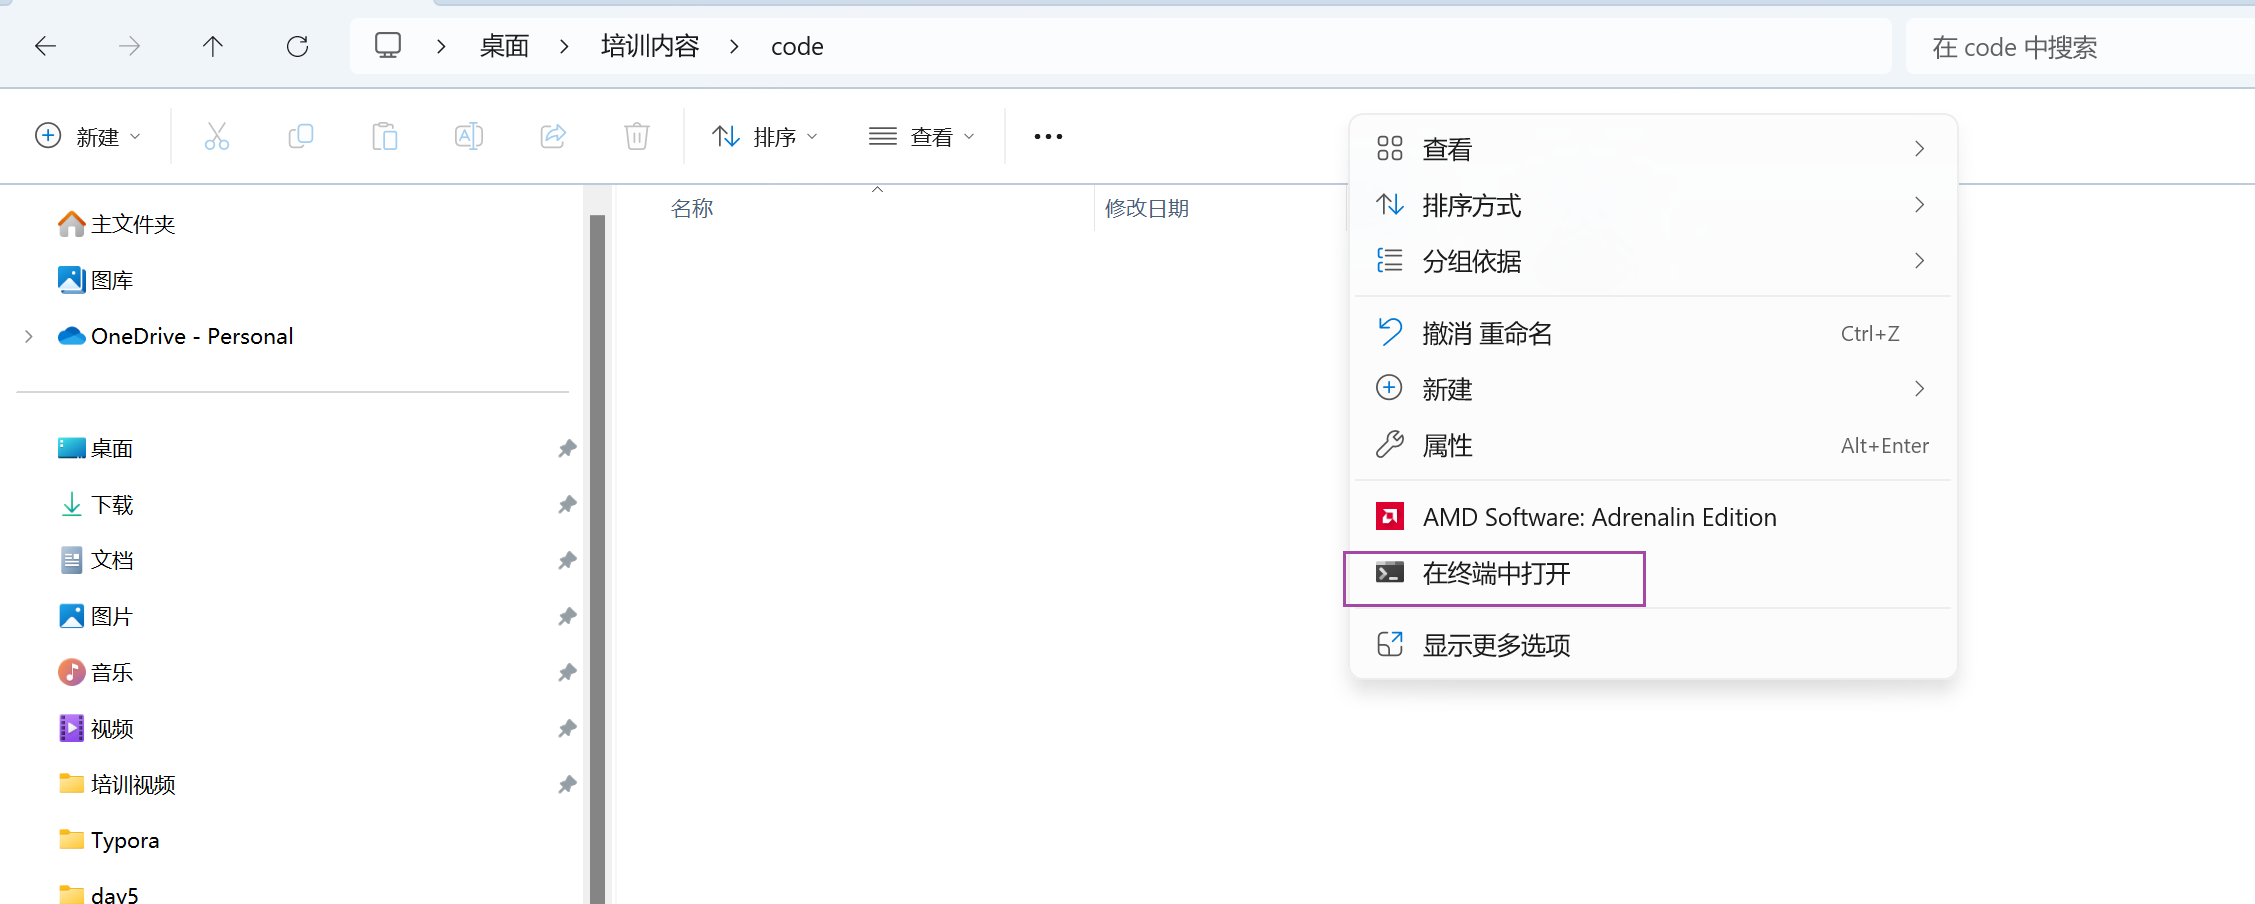 桌面 培训内容 code
在 code 中搜索
新建
排序
查看
主文件夹
图库
OneDrive - Personal
桌面
下载
文档
图片
音乐
视频
培训视频
Typora
day5
名称
修改日期
查看
排序方式
分组依据
撤消 重命名 Ctrl+Z
新建
属性 Alt+Enter
AMD Software: Adrenalin Edition
在终端中打开
显示更多选项